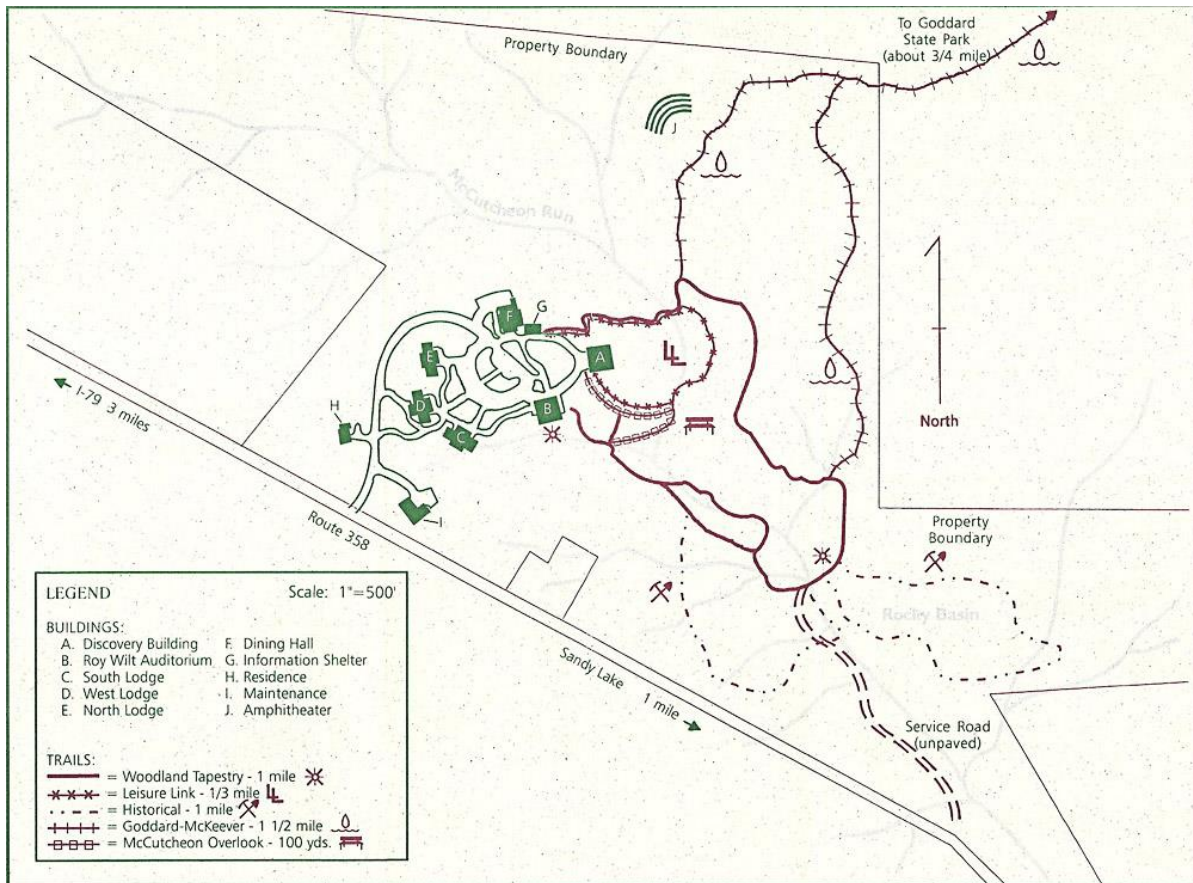 To Goddard
State Park
(about 3/4 mile)
Property Boundary
J
McCutcheon Run
G
F
A
E
I-79 3 miles
D
B
H
C
LL
North
I
Route 358
Property
Boundary
Rocky Basin
LEGEND Scale: 1"=500'
BUILDINGS:
A. Discovery Building F. Dining Hall
B. Roy Wilt Auditorium G. Information Shelter
C. South Lodge H. Residence
D. West Lodge I. Maintenance
E. North Lodge J. Amphitheater
Sandy Lake 1 mile
Service Road
(unpaved)
TRAILS:
= Woodland Tapestry - 1 mile
= Leisure Link - 1/3 mile LL
= Historical - 1 mile
= Goddard-McKeever - 1 1/2 mile
= McCutcheon Overlook - 100 yds.